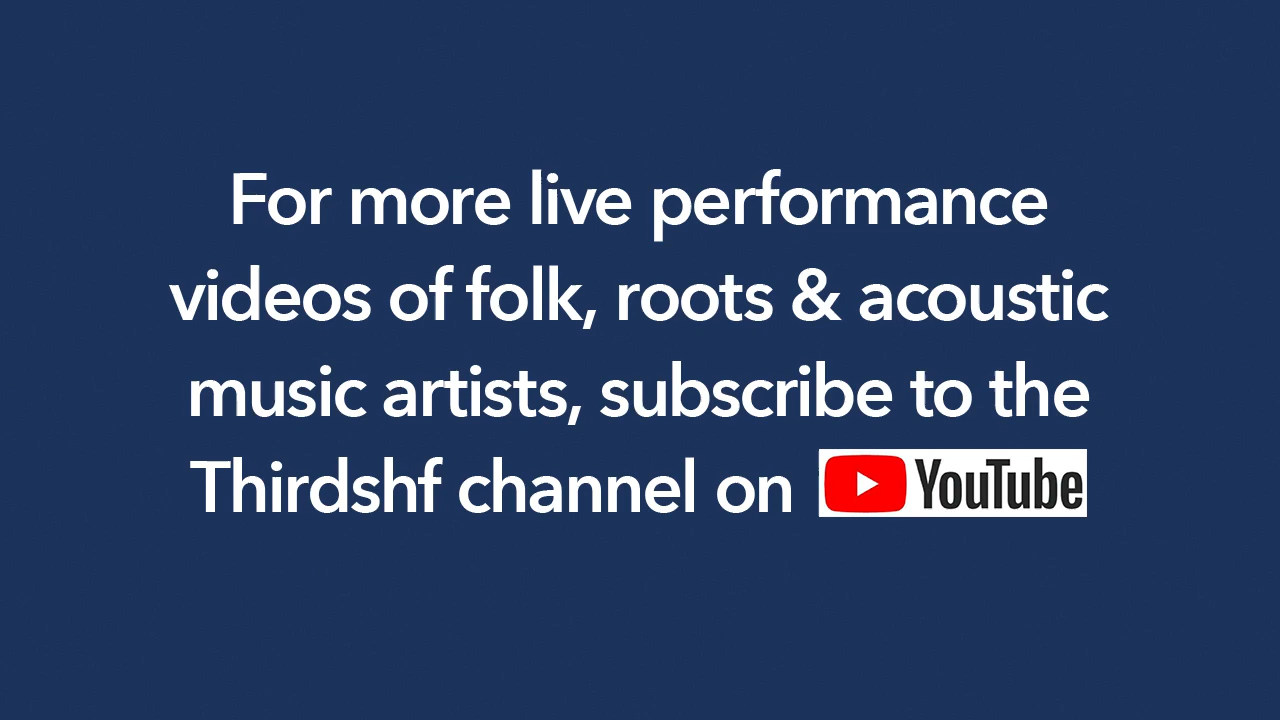 For more live performance
videos of folk, roots & acoustic
music artists, subscribe to the
Thirdshf channel on YouTube